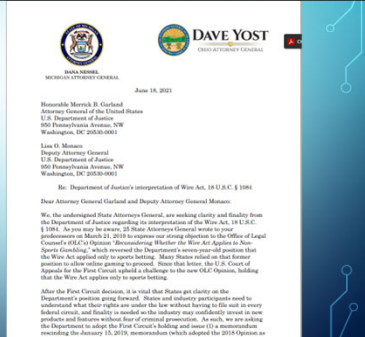 DAVE YOST
OHIO ATTORNEY GENERAL
DANA NESSEL
MICHIGAN ATTORNEY GENERAL
June 18, 2021
Honorable Merrick B. Garland
Attorney General of the United States
U.S. Department of Justice
950 Pennsylvania Avenue, NW
Washington, DC 20530-0001
Lisa O. Monaco
Deputy Attorney General
U.S. Department of Justice
950 Pennsylvania Avenue, NW
Washington, DC 20530-0001
Re: Department of Justice's interpretation of Wire Act, 18 U.S.C. § 1084
Dear Attorney General Garland and Deputy Attorney General Monaco:
We, the undersigned State Attorneys General, are seeking clarity and finality from
the Department of Justice regarding its interpretation of the Wire Act, 18 U.S.C.
§ 1084. As you may be aware, 25 State Attorneys General wrote to your
predecessors on March 21, 2019 to express our strong objection to the Office of Legal
Counsel's (OLC's) Opinion "Reconsidering Whether the Wire Act Applies to Non-
Sports Gambling," which reversed the Department's seven-year-old position that
the Wire Act applied only to sports betting. Many States relied on that former
position to allow online gaming to proceed. Since that letter, the U.S. Court of
Appeals for the First Circuit upheld a challenge to the new OLC Opinion, holding
that the Wire Act applies only to sports betting.
After the First Circuit decision, it is vital that States get clarity on the
Department's position going forward. States and industry participants need to
understand what their rights are under the law without having to file suit in every
federal circuit, and finality is needed so the industry may confidently invest in new
products and features without fear of criminal prosecution. As such, we are asking
the Department to adopt the First Circuit's holding and issue (1) a memorandum
rescinding the January 15, 2019, memorandum (which adopted the 2018 Opinion as